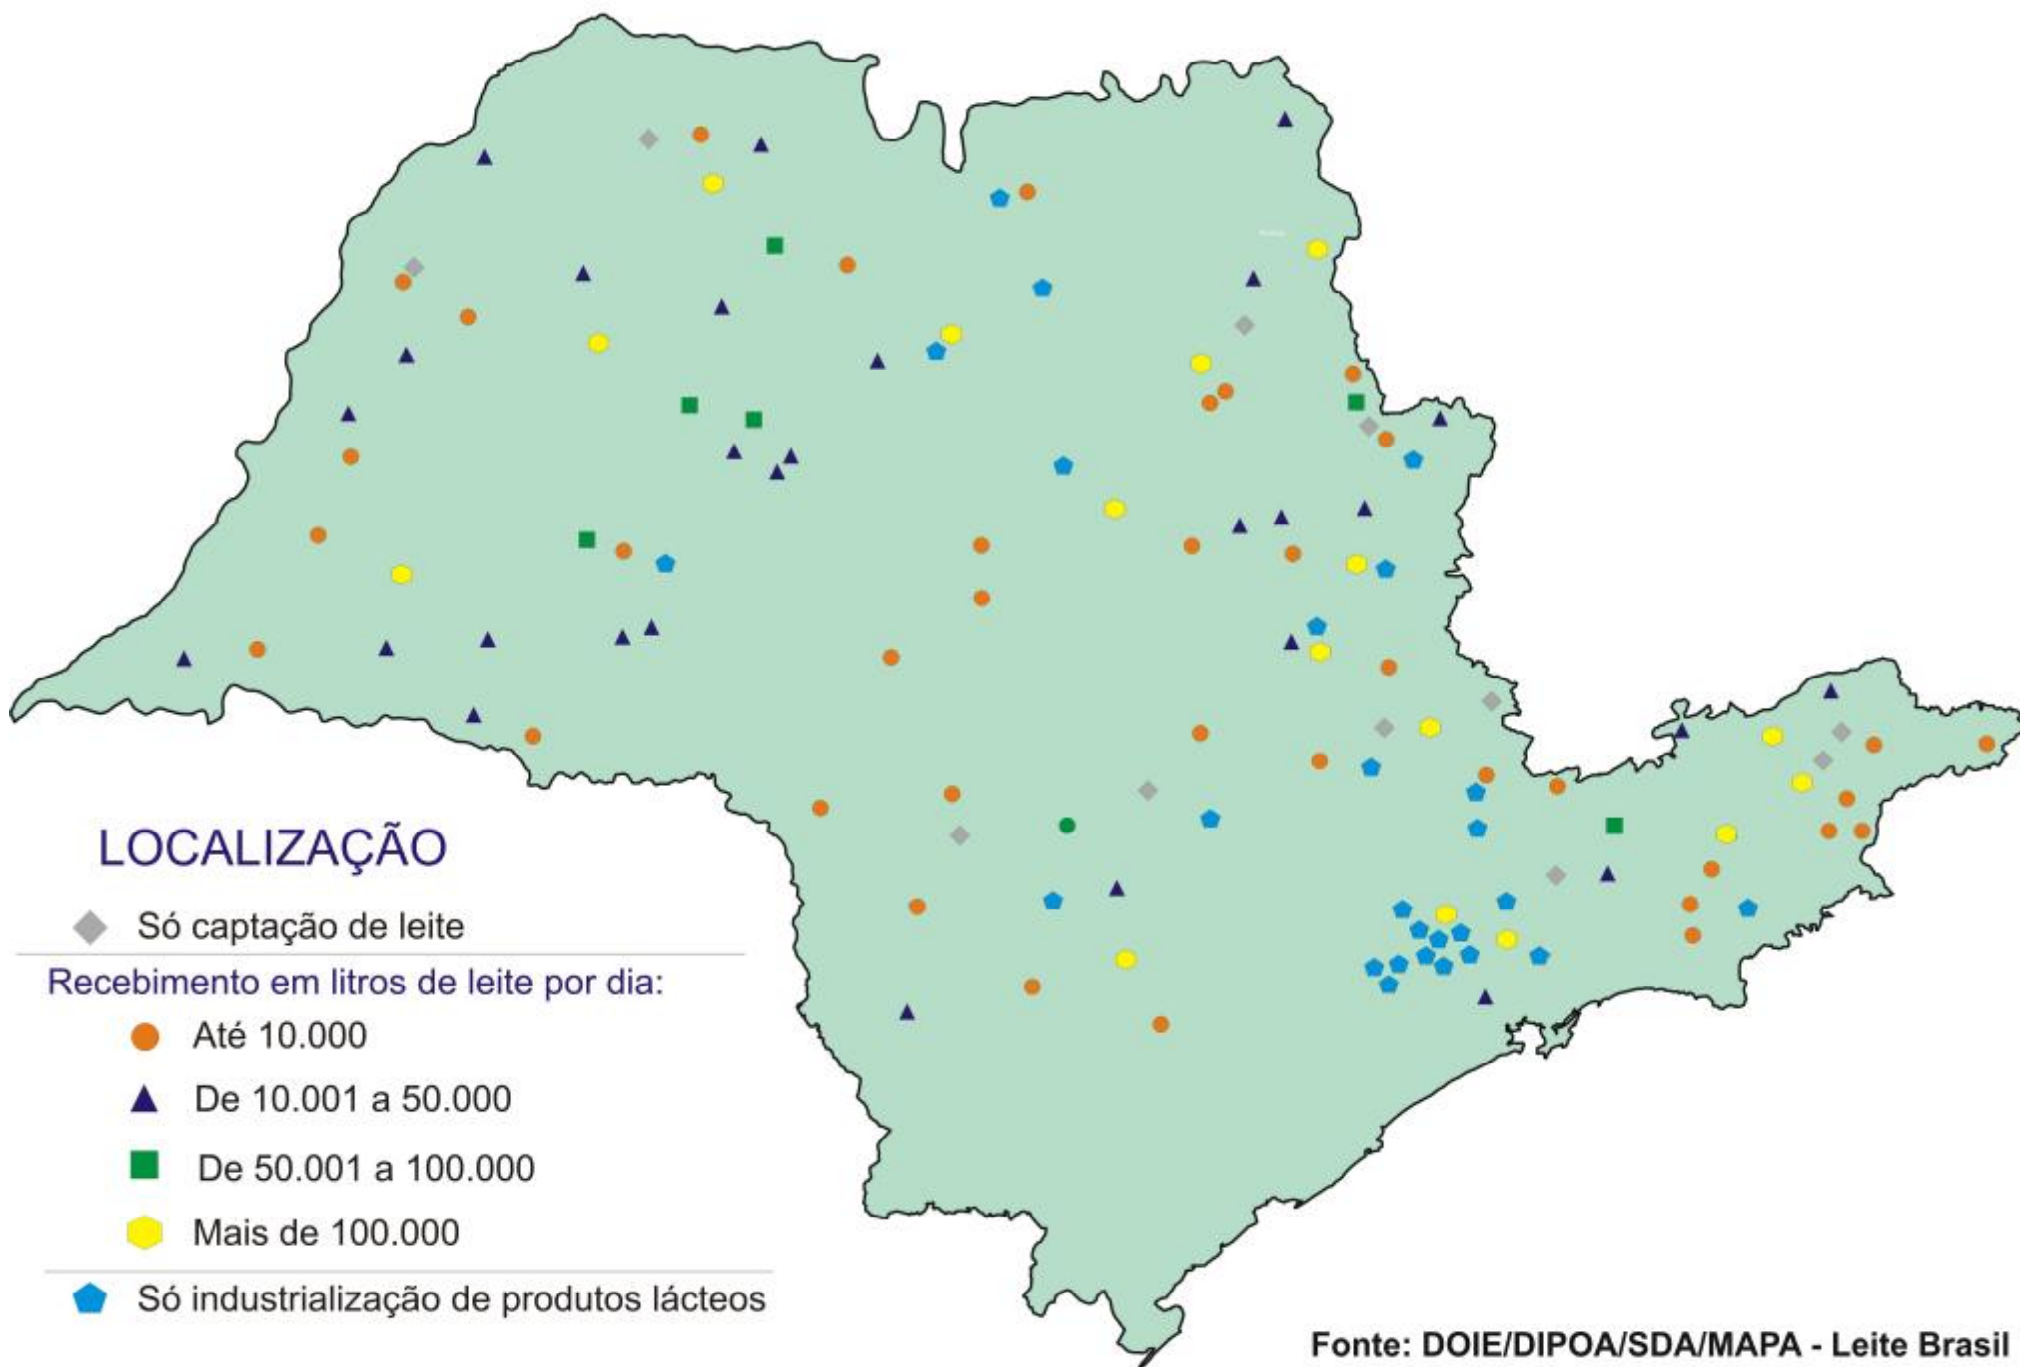 LOCALIZAÇÃO
Só captação de leite
Recebimento em litros de leite por dia:
Até 10.000
De 10.001 a 50.000
De 50.001 a 100.000
Mais de 100.000
Só industrialização de produtos lácteos
Fonte: DOIE/DIPOA/SDA/MAPA - Leite Brasil